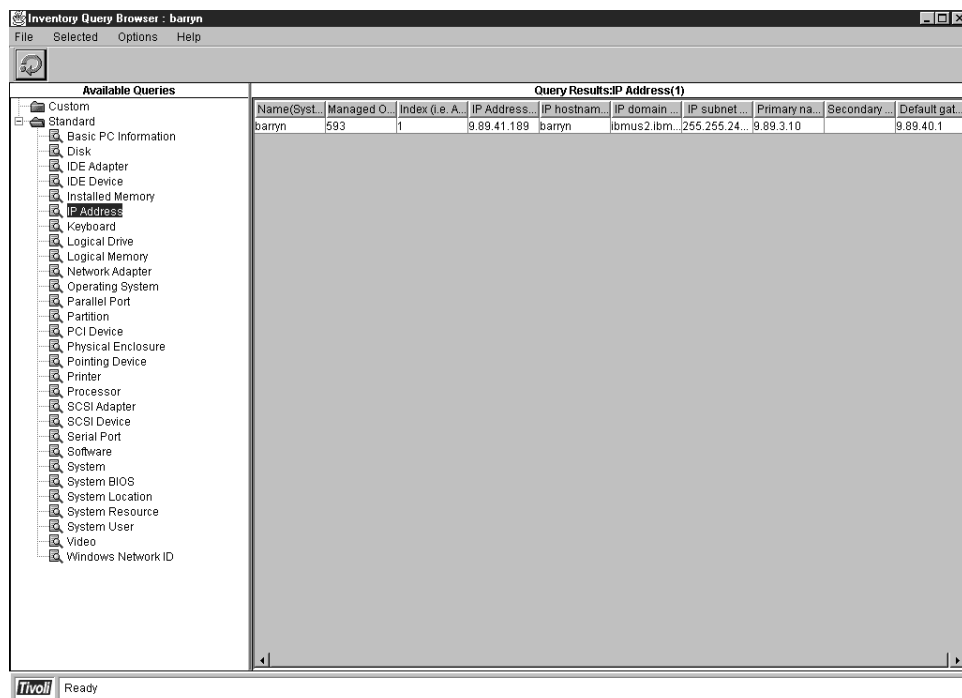 Inventory Query Browser : barryn
File Selected Options Help
Available Queries
Query Results:IP Address(1)
Custom
Standard
Basic PC Information
Disk
IDE Adapter
IDE Device
Installed Memory
IP Address
Keyboard
Logical Drive
Logical Memory
Network Adapter
Operating System
Parallel Port
Partition
PCI Device
Physical Enclosure
Pointing Device
Printer
Processor
SCSI Adapter
SCSI Device
Serial Port
Software
System
System BIOS
System Location
System Resource
System User
Video
Windows Network ID
Name(Syst... Managed O... Index (i.e. A... IP Address... IP hostnam... IP domain ... IP subnet ... Primary na... Secondary ... Default gat...
barryn 593 1 9.89.41.189 barryn ibmus2.ibm... 255.255.24... 9.89.3.10 9.89.40.1
Tivoli Ready